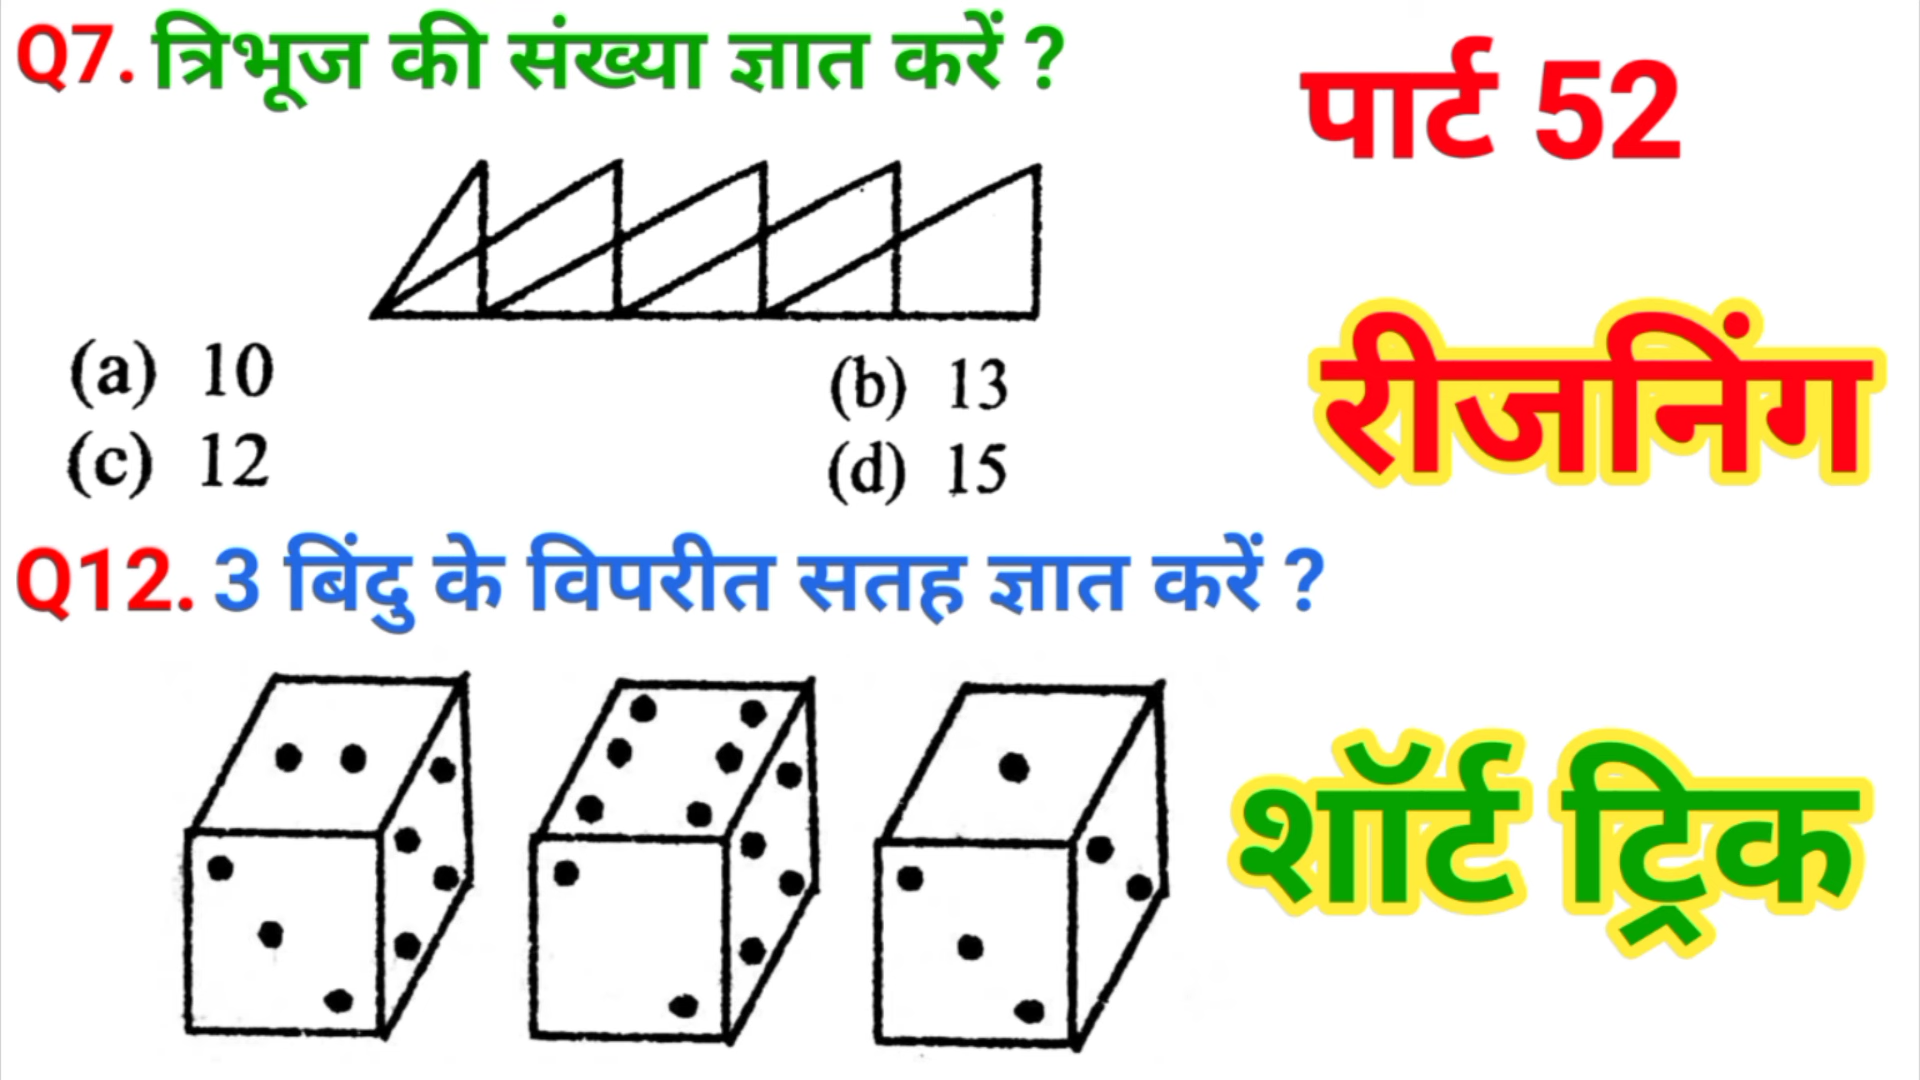 Q7. त्रिभूज की संख्या ज्ञात करें ?
पार्ट 52
(a) 10
(b) 13
(c) 12
(d) 15
रीजनिंग
Q12. 3 बिंदु के विपरीत सतह ज्ञात करें ?
शॉर्ट ट्रिक